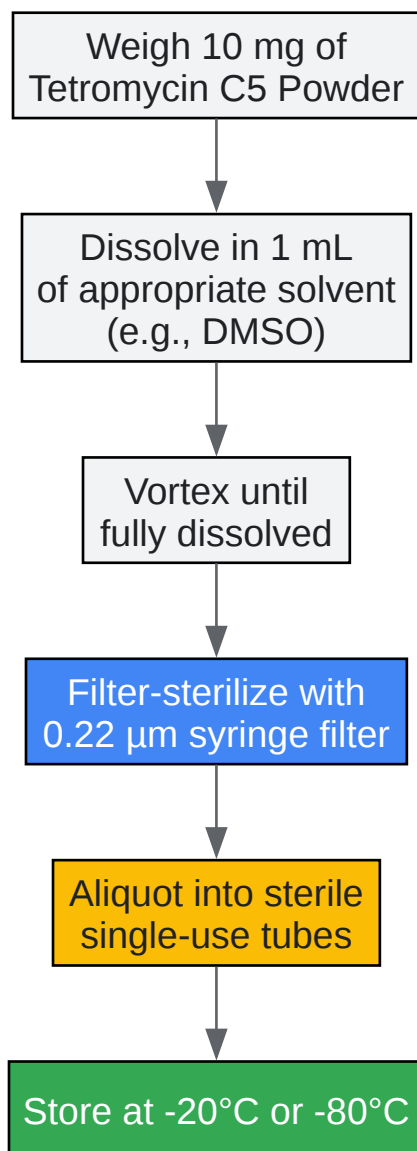 Weigh 10 mg of
Tetromycin C5 Powder
Dissolve in 1 mL
of appropriate solvent
(e.g., DMSO)
Vortex until
fully dissolved
Filter-sterilize with
0.22 µm syringe filter
Aliquot into sterile
single-use tubes
Store at -20°C or -80°C